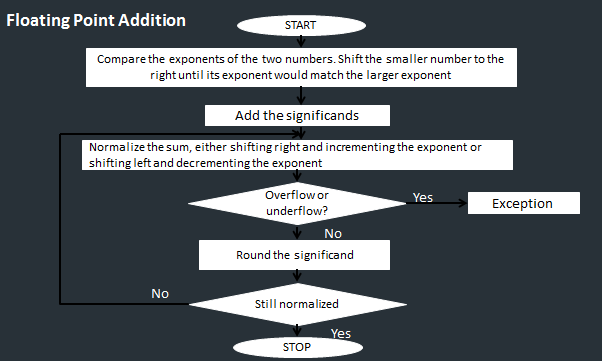 Floating Point Addition
START
Compare the exponents of the two numbers. Shift the smaller number to the
right until its exponent would match the larger exponent
Add the significands
Normalize the sum, either shifting right and incrementing the exponent or
shifting left and decrementing the exponent
Overflow or
underflow?
Yes
Exception
No
Round the significand
No
Still normalized
Yes
STOP